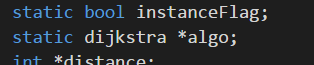 static bool instanceFlag;
static dijkstra *algo;
int *distance;